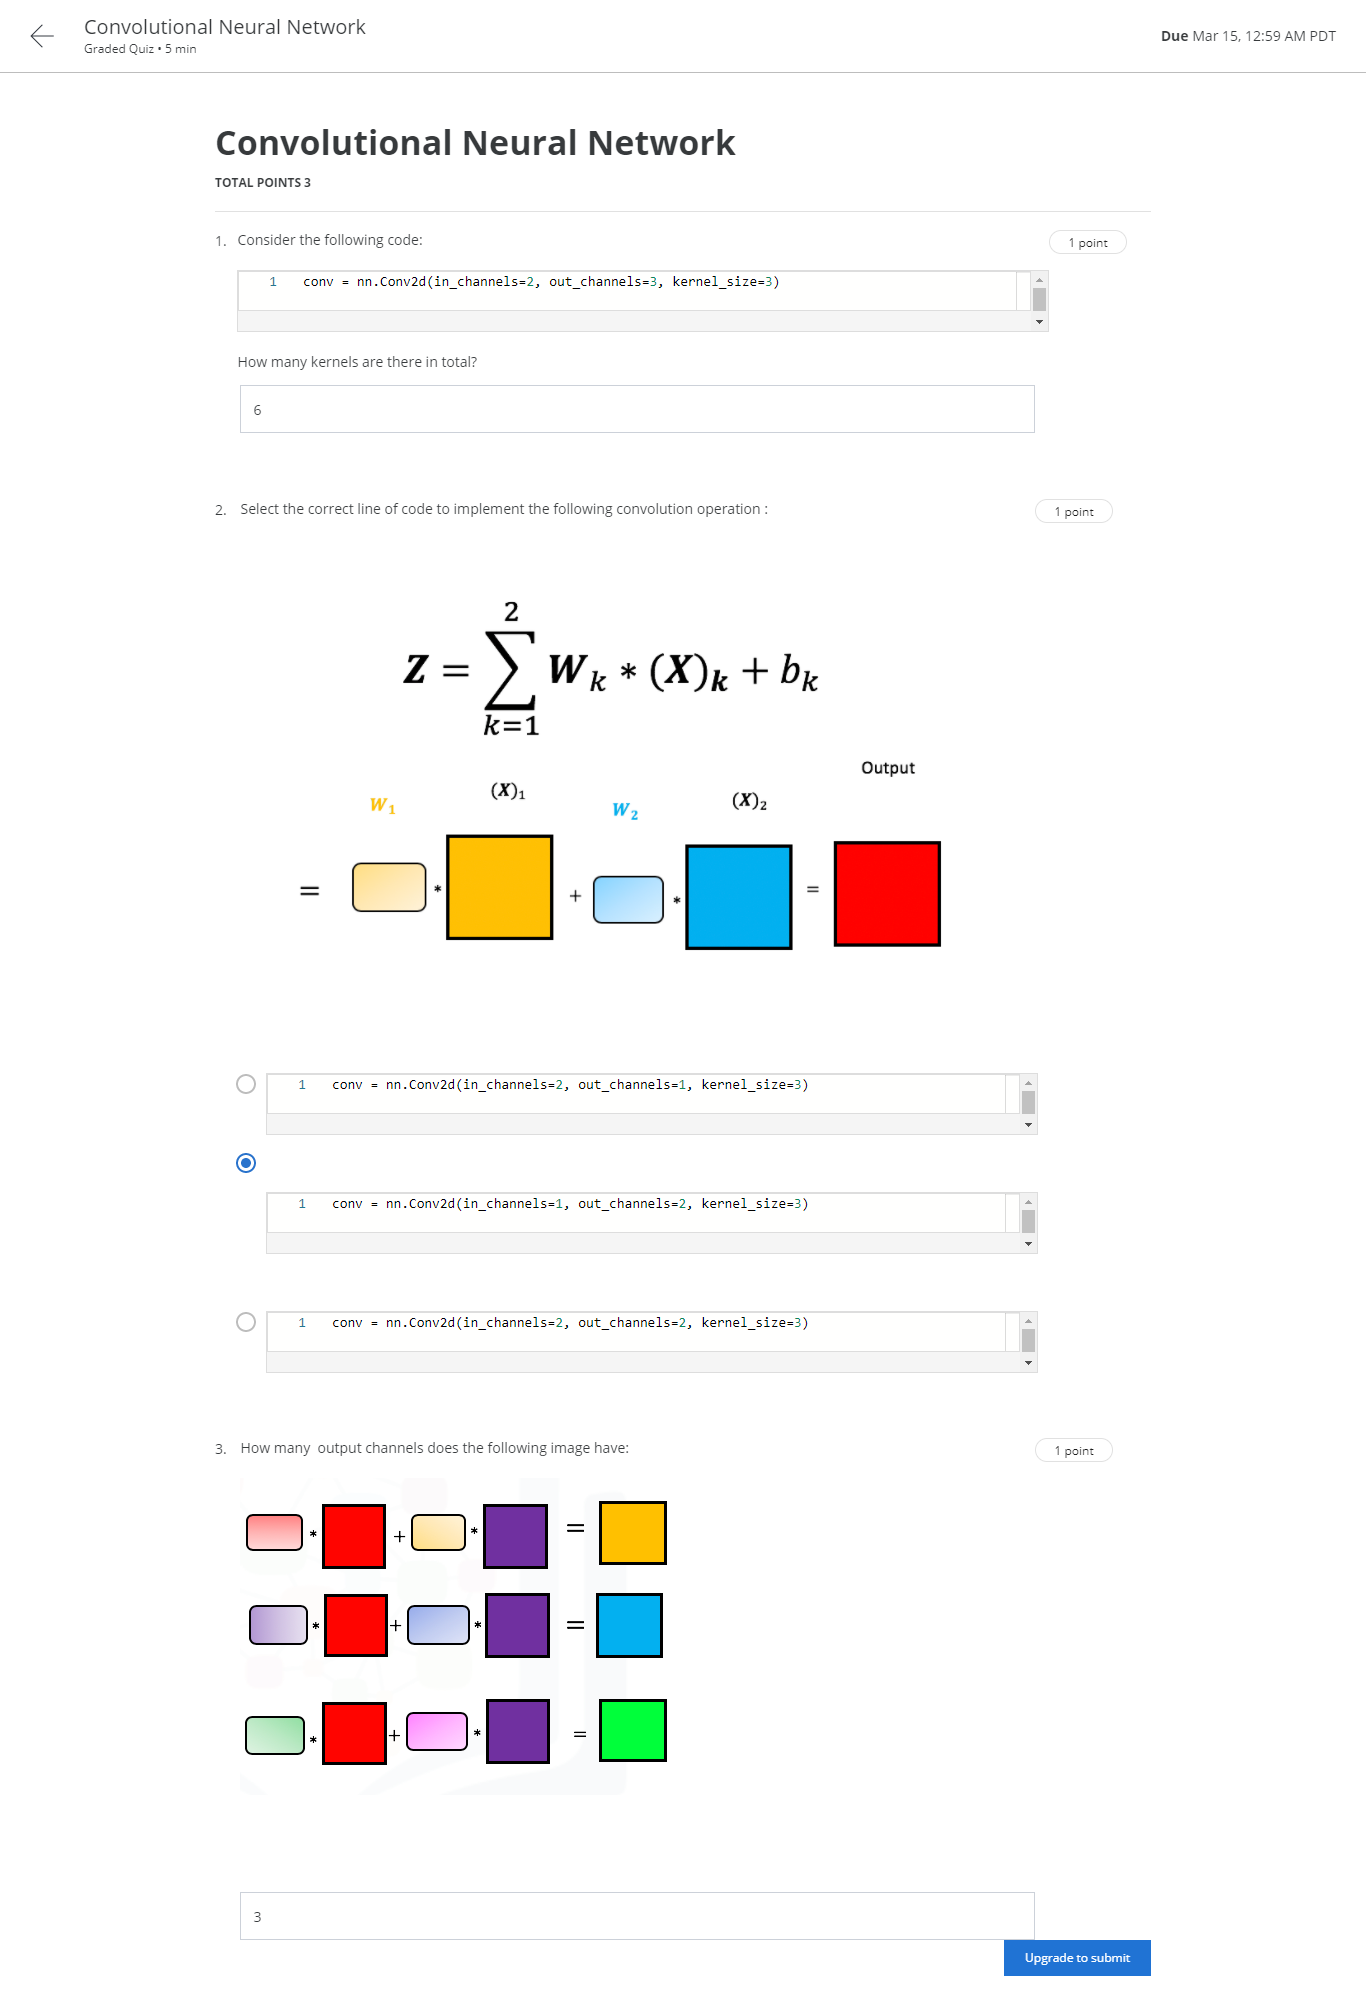 Convolutional Neural Network
Graded Quiz • 5 min
Due Mar 15, 12:59 AM PDT
Convolutional Neural Network
TOTAL POINTS 3
1. Consider the following code:
1 point
1 conv = nn.Conv2d(in_channels=2, out_channels=3, kernel_size=3)
How many kernels are there in total?
6
2. Select the correct line of code to implement the following convolution operation :
1 point
2
Z = ∑ W_k * (X)_k + b_k
k=1
Output
W_1 (X)_1 W_2 (X)_2
= * + * =
1 conv = nn.Conv2d(in_channels=2, out_channels=1, kernel_size=3)
1 conv = nn.Conv2d(in_channels=1, out_channels=2, kernel_size=3)
1 conv = nn.Conv2d(in_channels=2, out_channels=2, kernel_size=3)
3. How many output channels does the following image have:
1 point
* + * =
* + * =
* + * =
3
Upgrade to submit